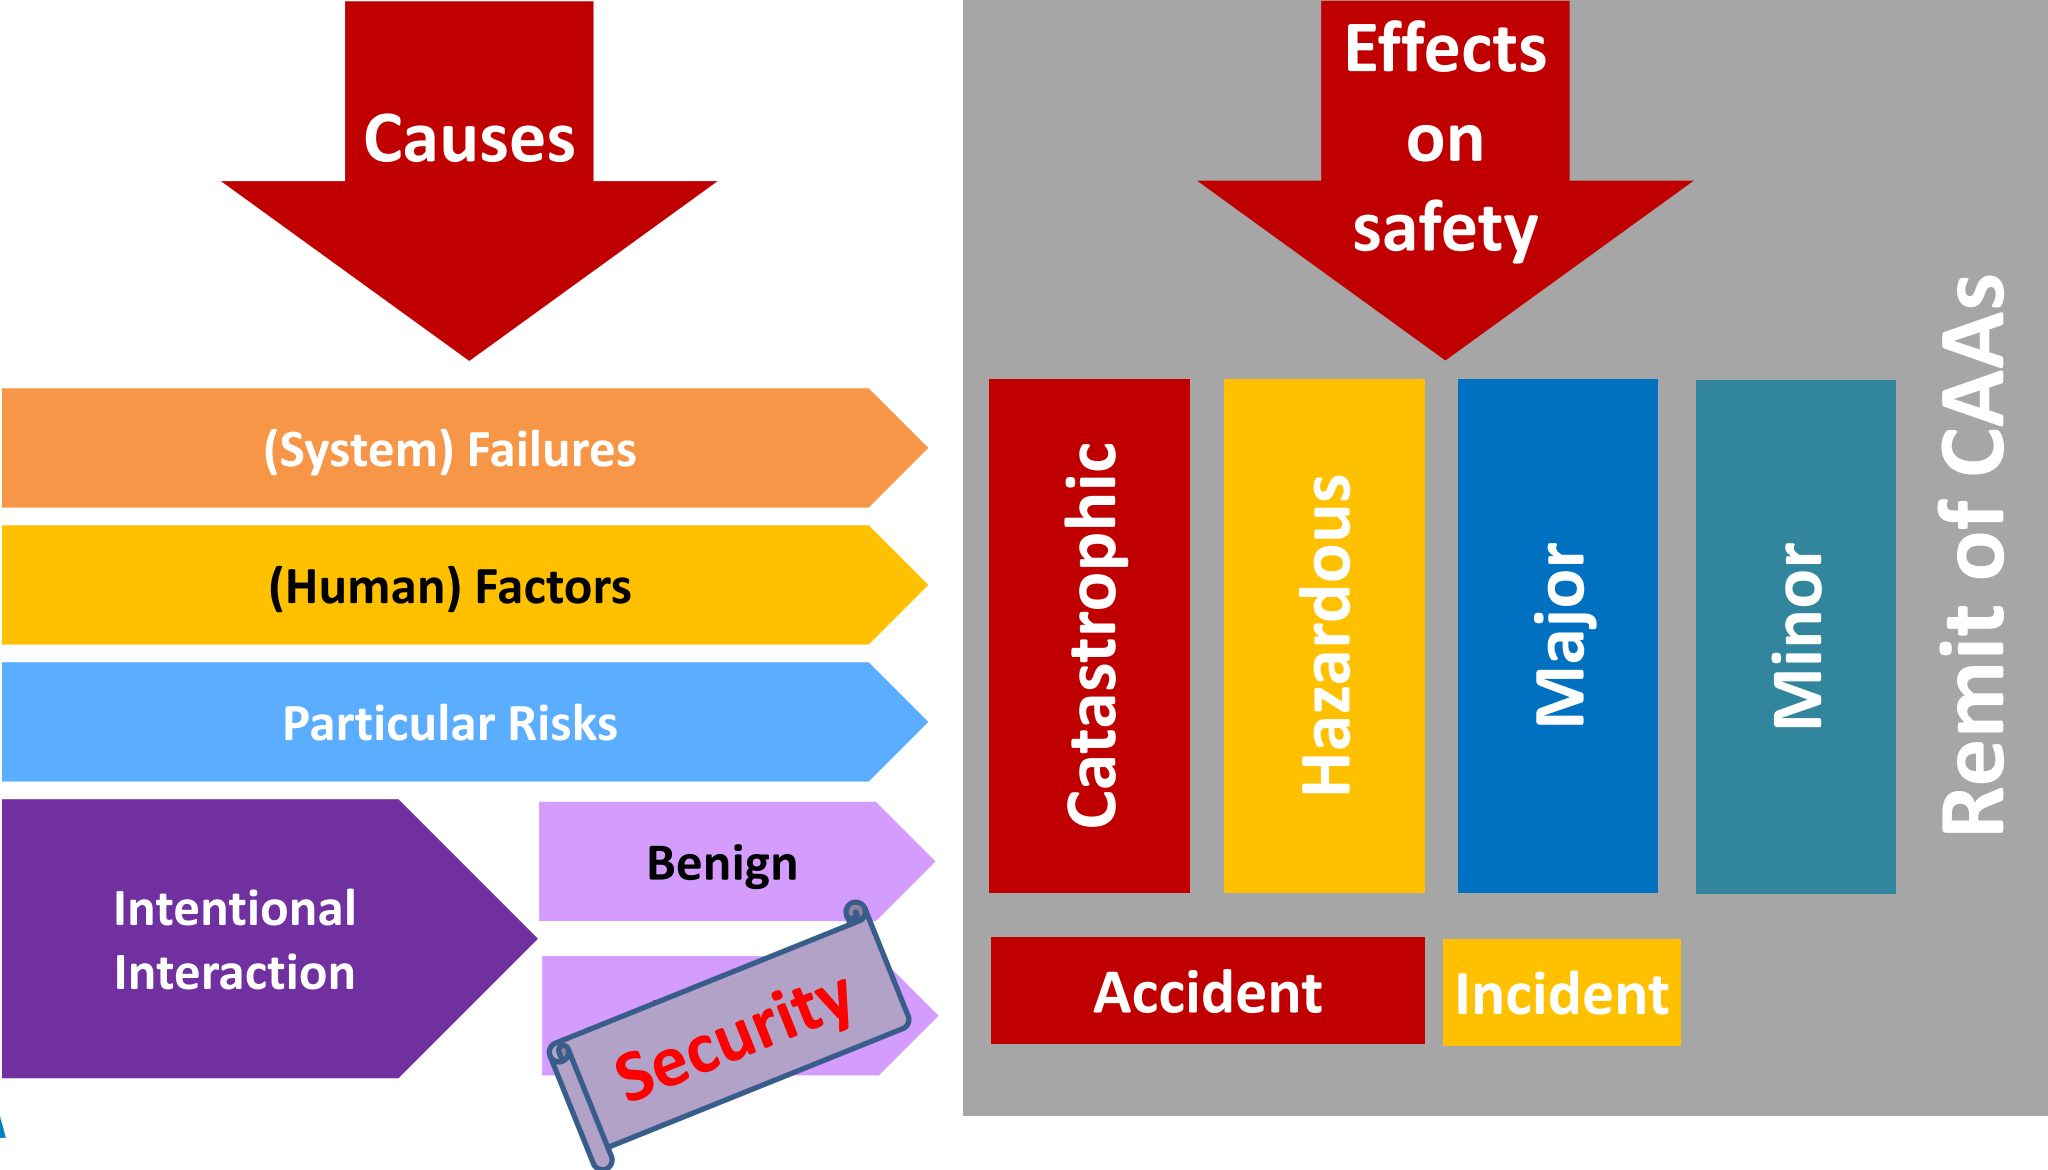 Causes
(System) Failures
(Human) Factors
Particular Risks
Intentional
Interaction
Benign
Security
Effects
on
safety
Catastrophic
Hazardous
Major
Minor
Accident
Incident
Remit of CAAs